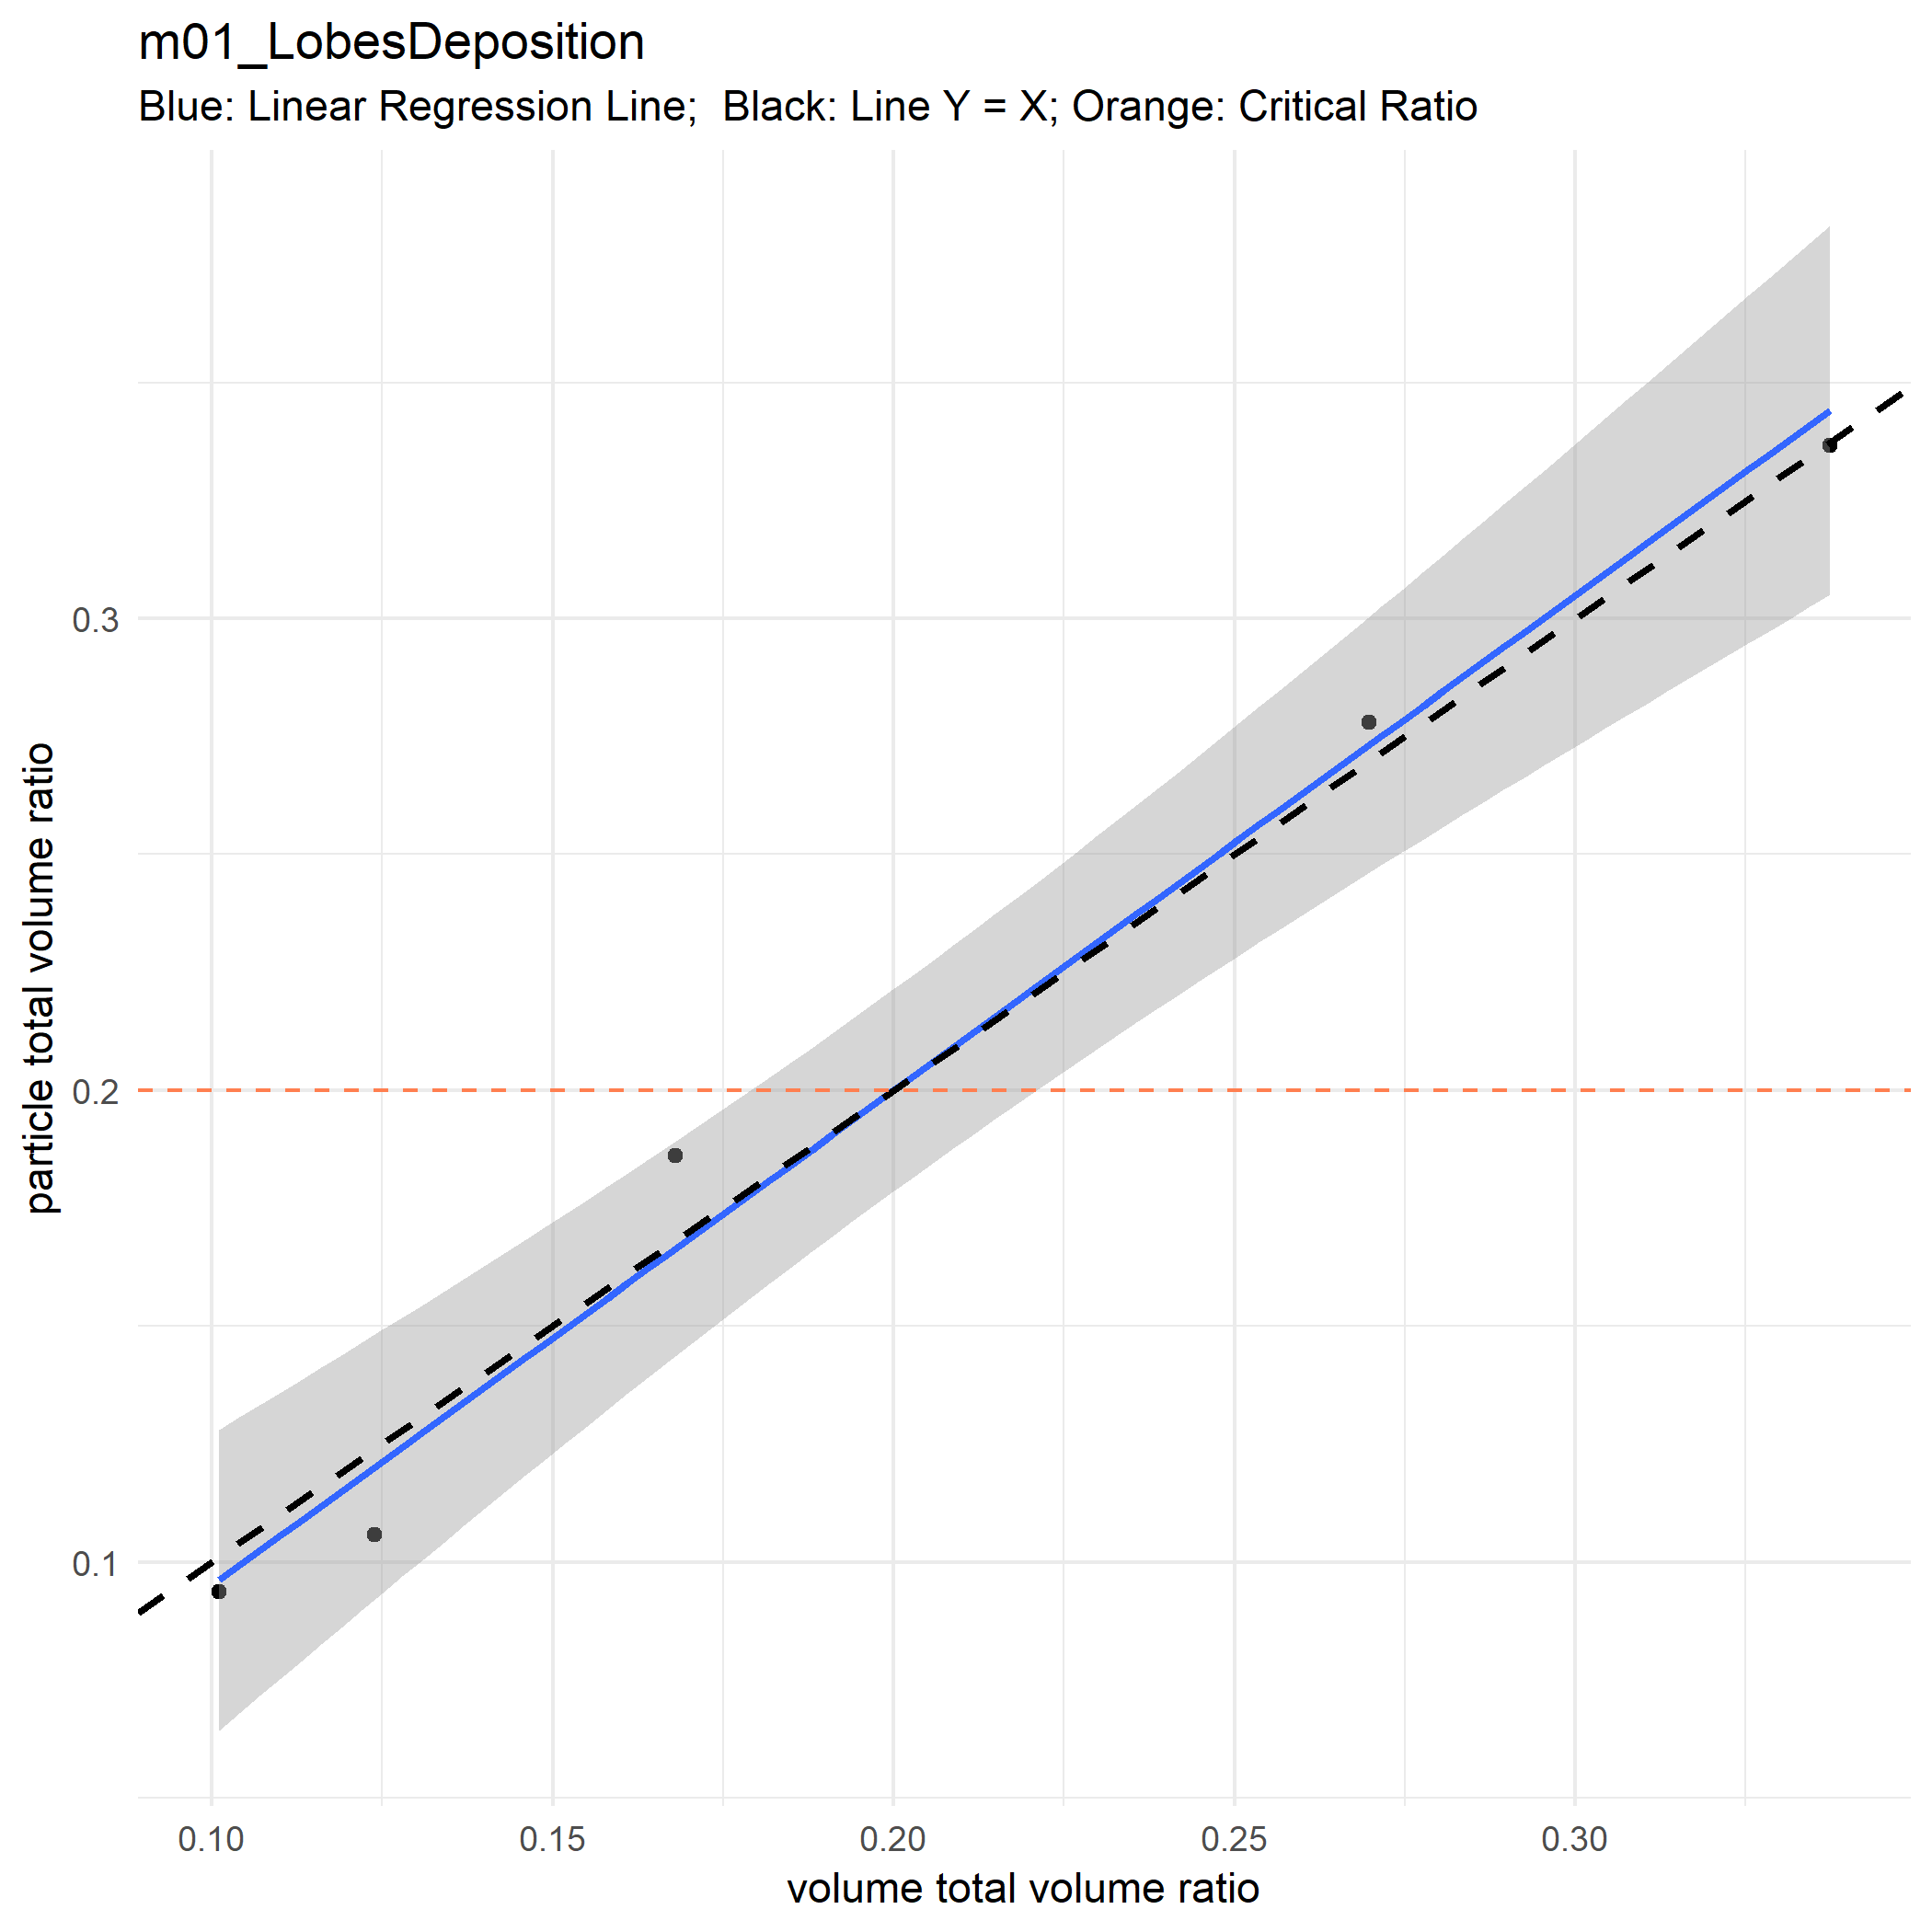 m01_LobesDeposition
Blue: Linear Regression Line;  Black: Line Y = X; Orange: Critical Ratio
particle total volume ratio
0.3
0.2
0.1
0.10 0.15 0.20 0.25 0.30
volume total volume ratio